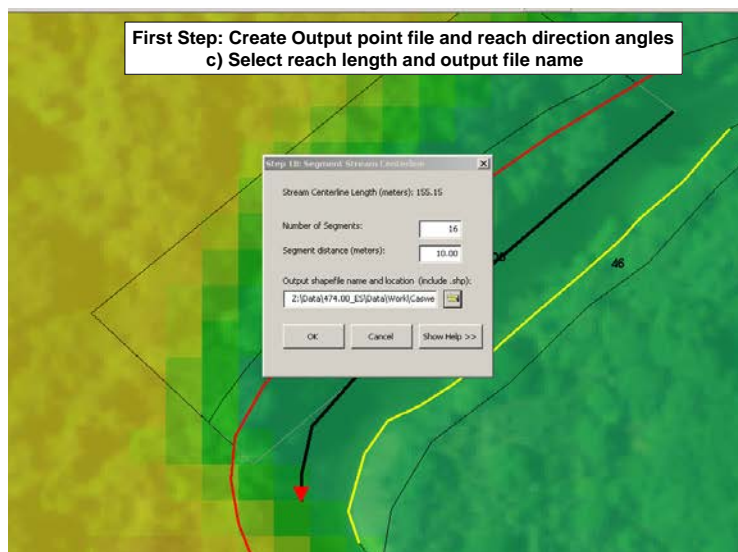 First Step: Create Output point file and reach direction angles
c) Select reach length and output file name
Step 1B: Segment Stream Centerline
Stream Centerline Length (meters): 155.15
Number of Segments: 16
Segment distance (meters): 10.00
Output shapefile name and location (include .shp):
Z:\Data\474.00_ES\Data\Work\Caswe
OK Cancel Show Help >>
46